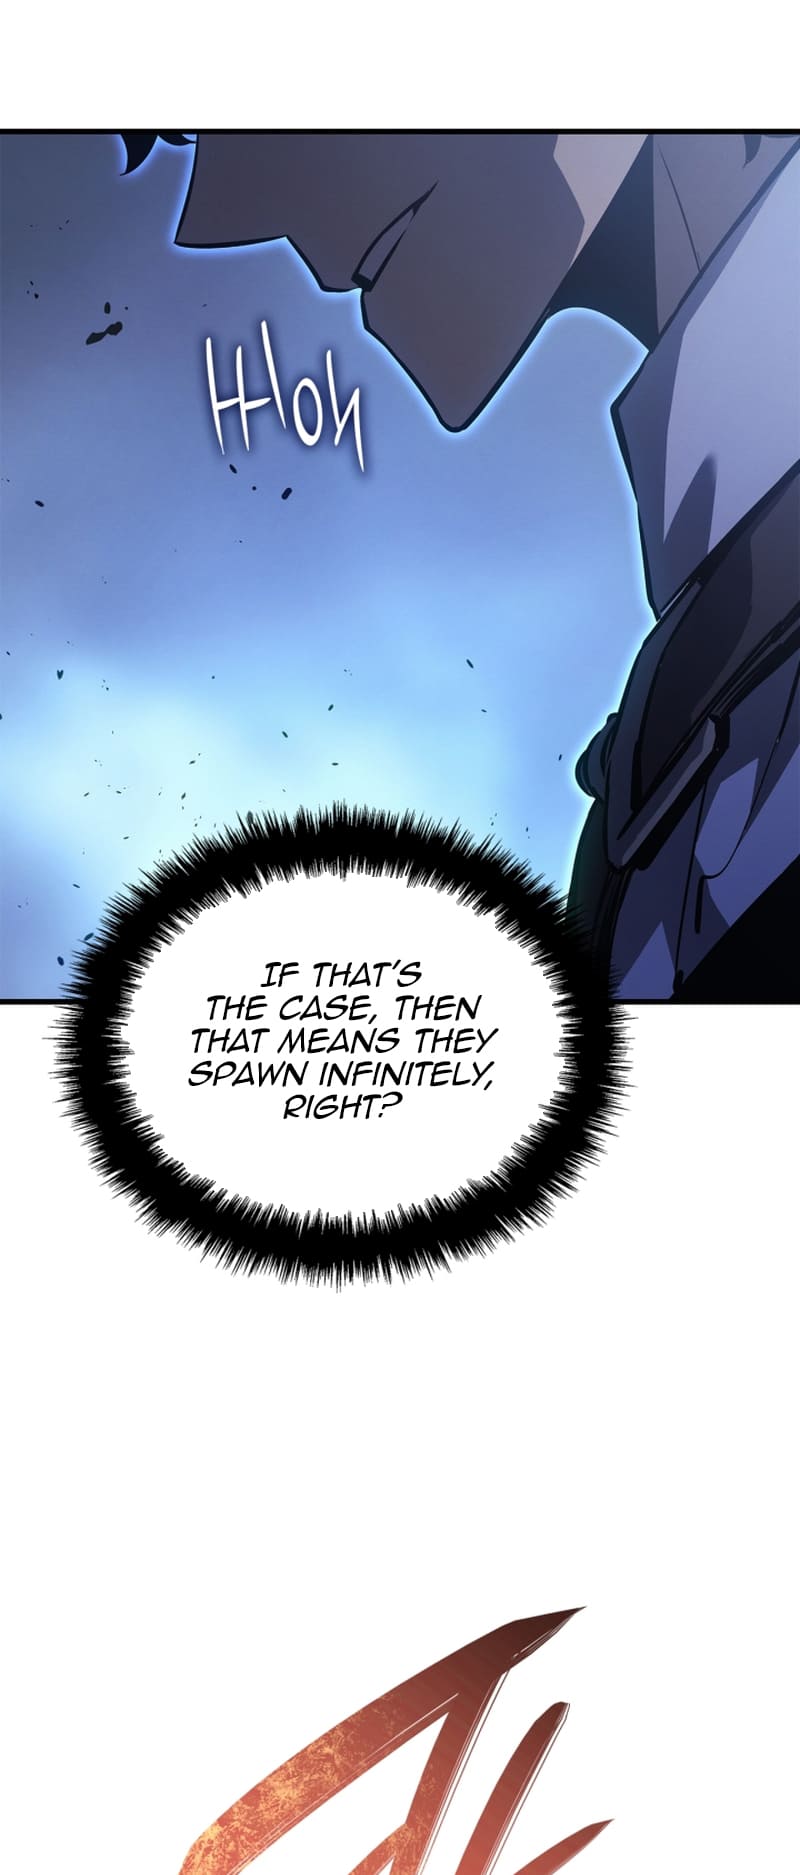 IF THAT'S
THE CASE, THEN
THAT MEANS THEY
SPAWN INFINITELY,
RIGHT?